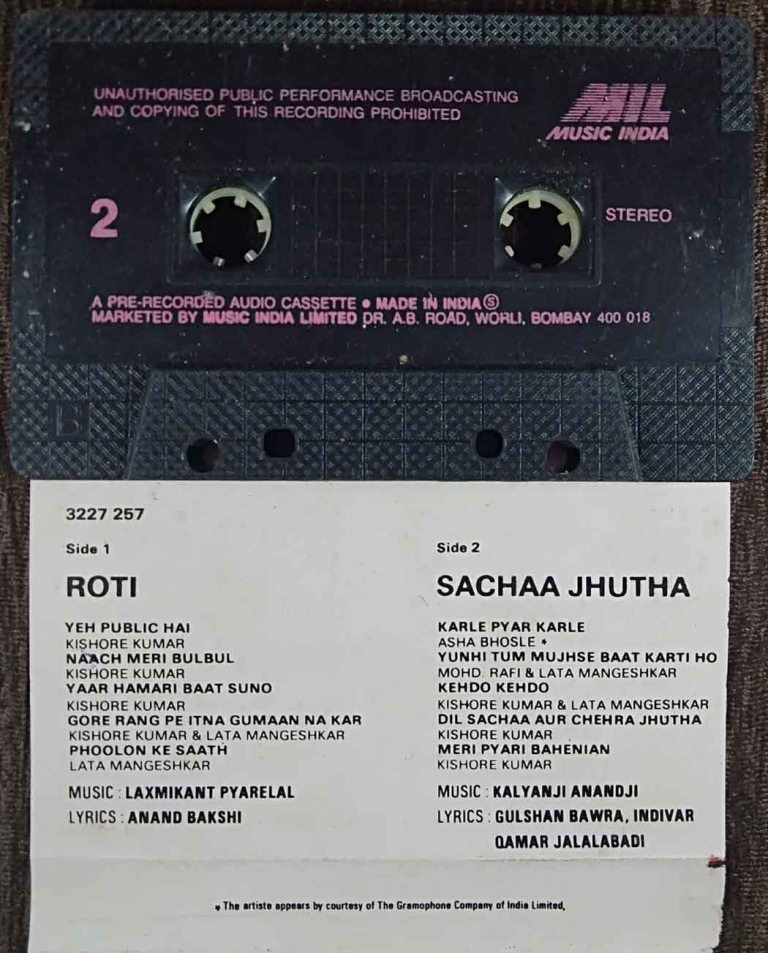 UNAUTHORISED PUBLIC PERFORMANCE BROADCASTING
AND COPYING OF THIS RECORDING PROHIBITED
MIL
MUSIC INDIA
2
STEREO
A PRE-RECORDED AUDIO CASSETTE ● MADE IN INDIA Ⓢ
MARKETED BY MUSIC INDIA LIMITED DR. A.B. ROAD, WORLI, BOMBAY 400 018
B
3227 257
Side 1
ROTI
YEH PUBLIC HAI
KISHORE KUMAR
NAACH MERI BULBUL
KISHORE KUMAR
YAAR HAMARI BAAT SUNO
KISHORE KUMAR
GORE RANG PE ITNA GUMAAN NA KAR
KISHORE KUMAR & LATA MANGESHKAR
PHOOLON KE SAATH
LATA MANGESHKAR
MUSIC : LAXMIKANT PYARELAL
LYRICS : ANAND BAKSHI
Side 2
SACHAA JHUTHA
KARLE PYAR KARLE
ASHA BHOSLE *
YUNHI TUM MUJHSE BAAT KARTI HO
MOHD. RAFI & LATA MANGESHKAR
KEHDO KEHDO
KISHORE KUMAR & LATA MANGESHKAR
DIL SACHAA AUR CHEHRA JHUTHA
KISHORE KUMAR
MERI PYARI BAHENIAN
KISHORE KUMAR
MUSIC : KALYANJI ANANDJI
LYRICS : GULSHAN BAWRA, INDIVAR
QAMAR JALALABADI
* The artiste appears by courtesy of The Gramophone Company of India Limited.